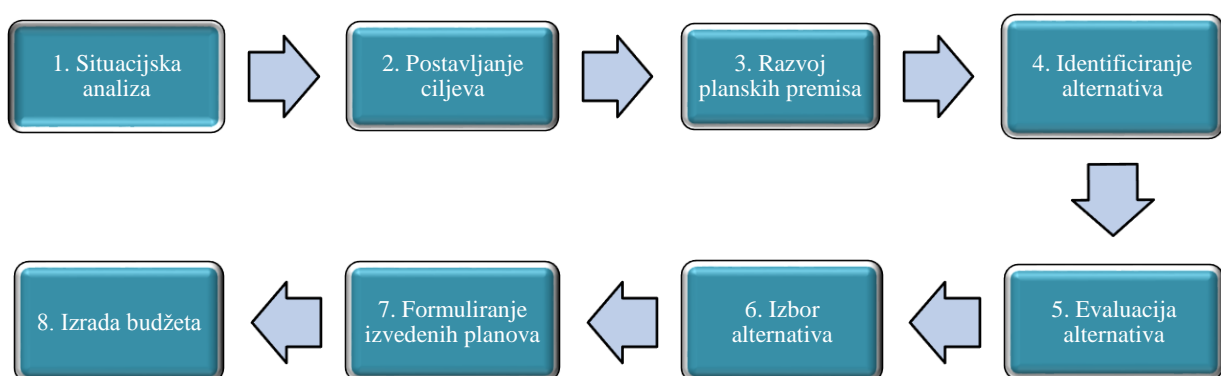 1. Situacijska
analiza
2. Postavljanje
ciljeva
3. Razvoj
planskih premisa
4. Identificiranje
alternativa
5. Evaluacija
alternativa
6. Izbor
alternativa
7. Formuliranje
izvedenih planova
8. Izrada budžeta